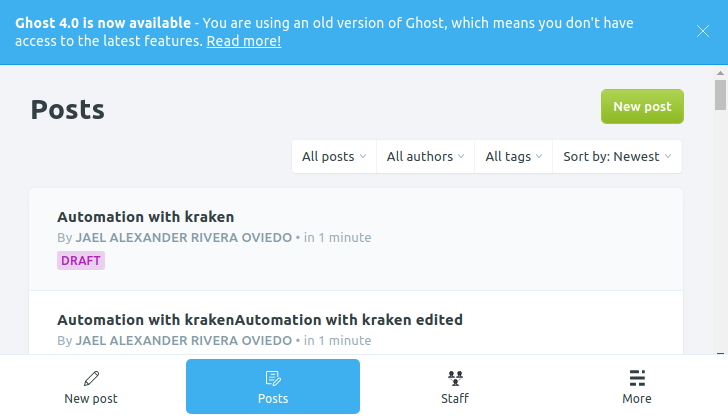 Ghost 4.0 is now available - You are using an old version of Ghost, which means you don't have
access to the latest features. Read more!
Posts
New post
All posts
All authors
All tags
Sort by: Newest
Automation with kraken
By JAEL ALEXANDER RIVERA OVIEDO • in 1 minute
DRAFT
Automation with krakenAutomation with kraken edited
By JAEL ALEXANDER RIVERA OVIEDO • in 1 minute
New post
Posts
Staff
More